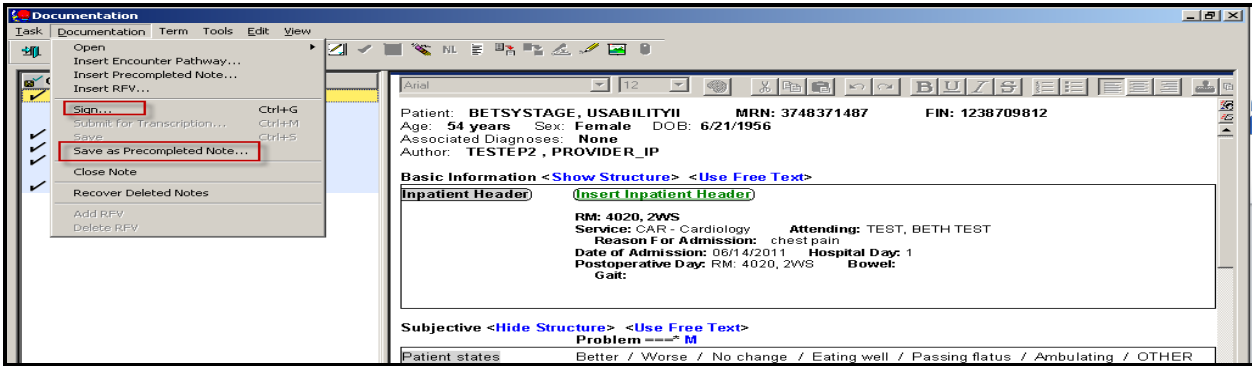 Documentation
Task Documentation Term Tools Edit View
Open
Insert Encounter Pathway...
Insert Precompleted Note...
Insert RFV...
Sign... Ctrl+G
Submit for Transcription... Ctrl+M
Save Ctrl+S
Save as Precompleted Note...
Close Note
Recover Deleted Notes
Add RFV
Delete RFV
NL
Arial 12 B U I S
Patient: BETSYSTAGE, USABILITYII MRN: 3748371487 FIN: 1238709812
Age: 54 years Sex: Female DOB: 6/21/1956
Associated Diagnoses: None
Author: TESTEP2 , PROVIDER_IP
Basic Information <Show Structure> <Use Free Text>
Inpatient Header) (Insert Inpatient Header)
RM: 4020, 2WS
Service: CAR - Cardiology Attending: TEST, BETH TEST
Reason For Admission: chest pain
Date of Admission: 06/14/2011 Hospital Day: 1
Postoperative Day: RM: 4020, 2WS Bowel:
Gait:
Subjective <Hide Structure> <Use Free Text>
Problem ===* M
Patient states Better / Worse / No change / Eating well / Passing flatus / Ambulating / OTHER